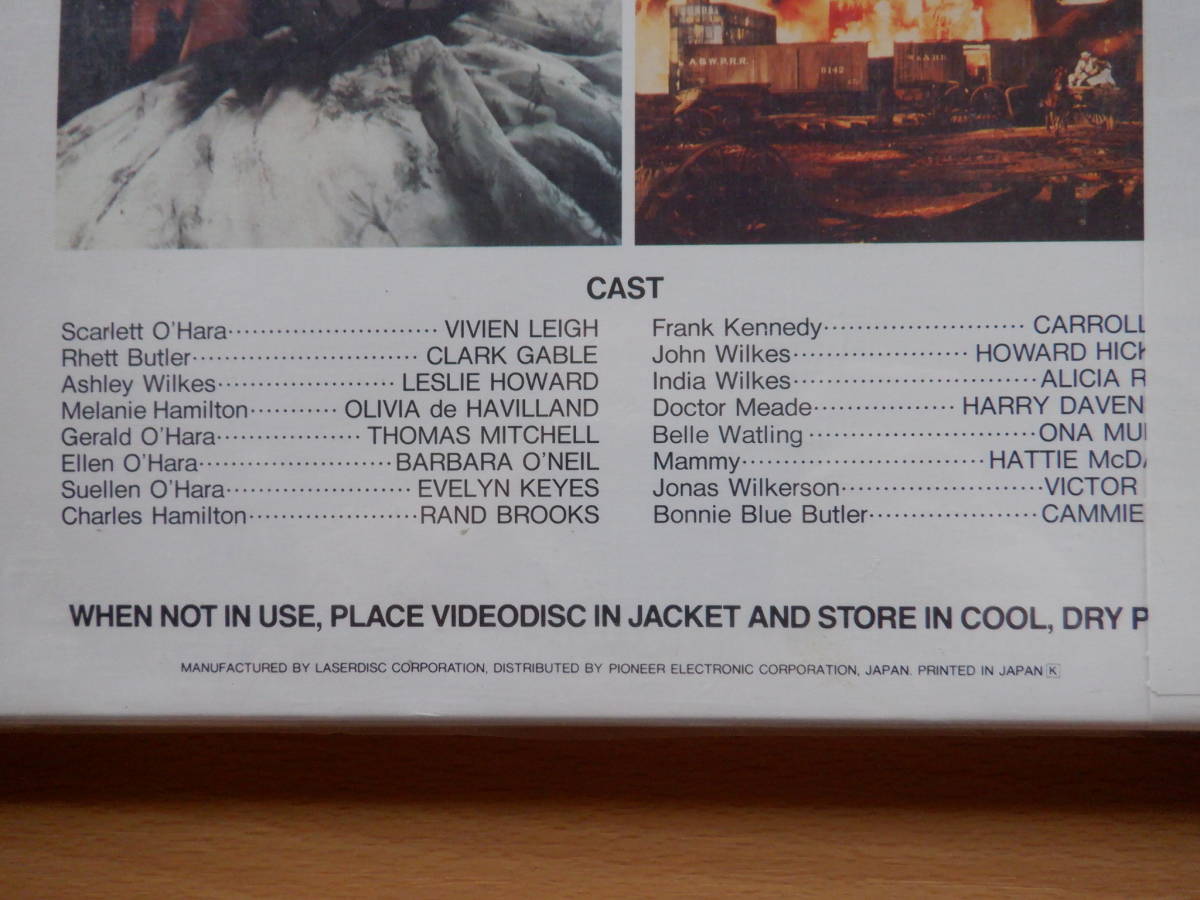 A.&W.P.R.R.
8142
CAST
Scarlett O'Hara VIVIEN LEIGH
Rhett Butler CLARK GABLE
Ashley Wilkes LESLIE HOWARD
Melanie Hamilton OLIVIA de HAVILLAND
Gerald O'Hara THOMAS MITCHELL
Ellen O'Hara BARBARA O'NEIL
Suellen O'Hara EVELYN KEYES
Charles Hamilton RAND BROOKS
Frank Kennedy CARROLL
John Wilkes HOWARD HICK
India Wilkes ALICIA R
Doctor Meade HARRY DAVEN
Belle Watling ONA MU
Mammy HATTIE McDA
Jonas Wilkerson VICTOR
Bonnie Blue Butler CAMMIE
WHEN NOT IN USE, PLACE VIDEODISC IN JACKET AND STORE IN COOL, DRY P
MANUFACTURED BY LASERDISC CORPORATION, DISTRIBUTED BY PIONEER ELECTRONIC CORPORATION, JAPAN. PRINTED IN JAPAN K